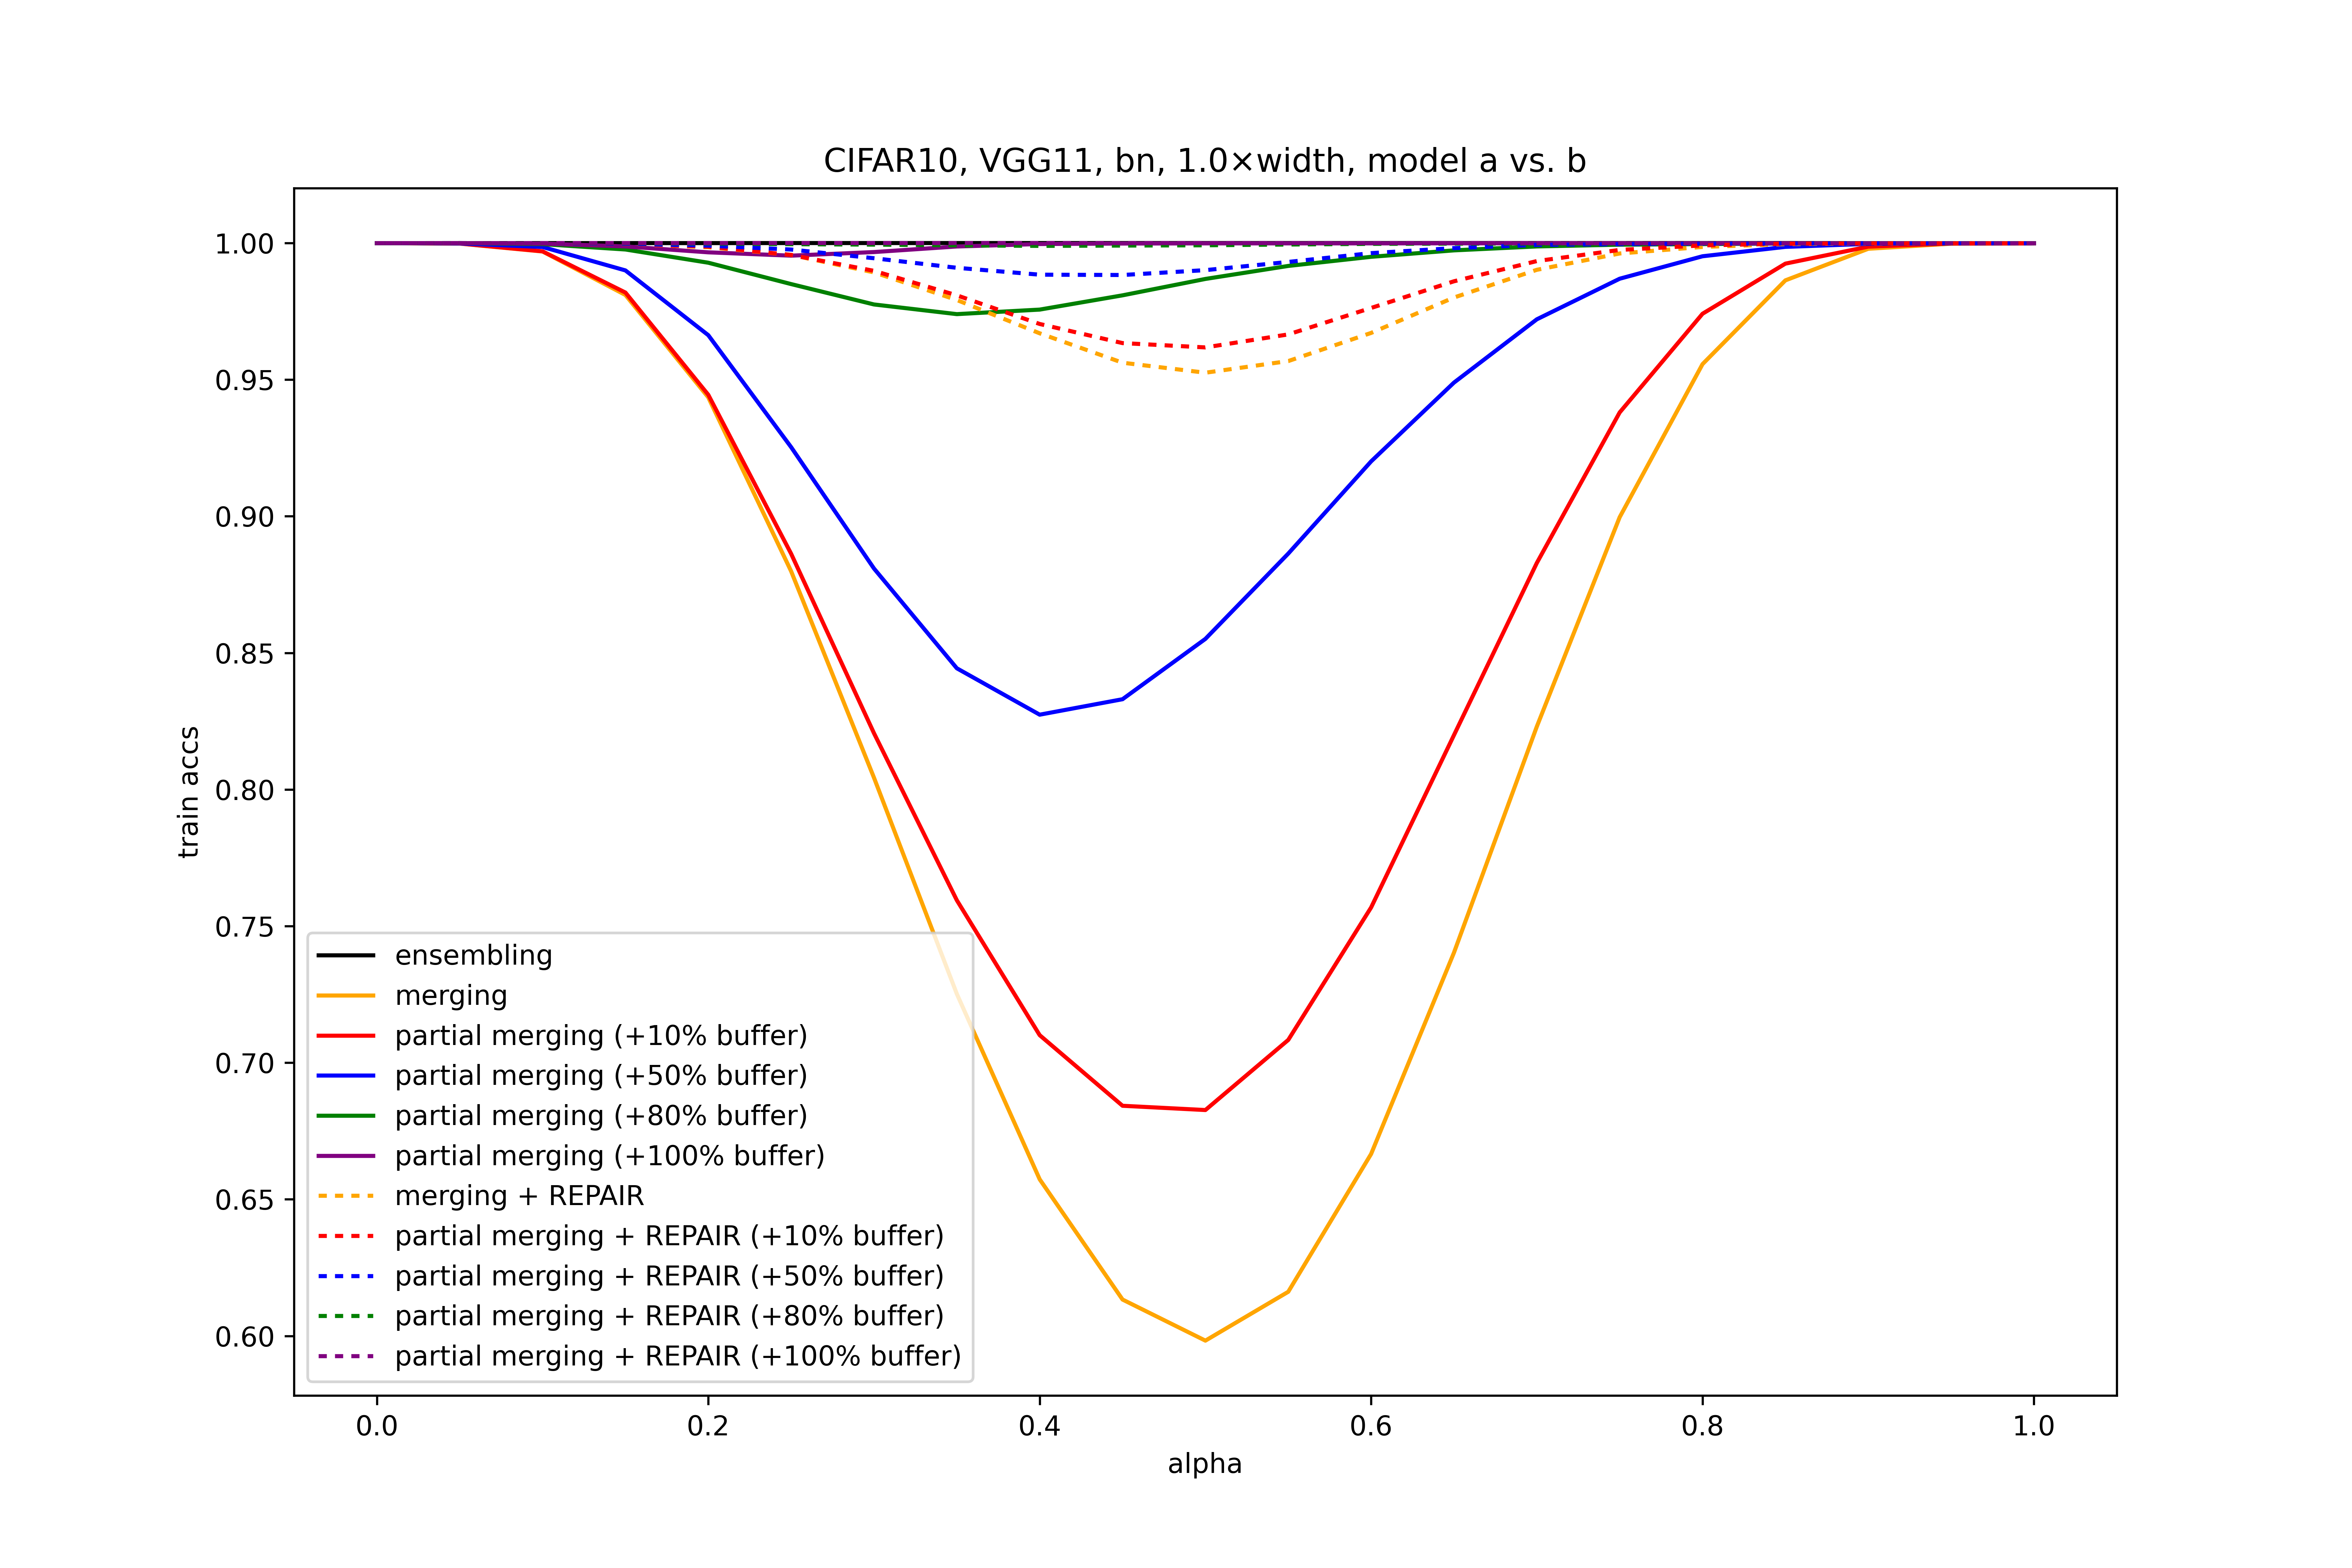 CIFAR10, VGG11, bn, 1.0×width, model a vs. b
train accs
1.00
0.95
0.90
0.85
0.80
0.75
0.70
0.65
0.60
ensembling
merging
partial merging (+10% buffer)
partial merging (+50% buffer)
partial merging (+80% buffer)
partial merging (+100% buffer)
merging + REPAIR
partial merging + REPAIR (+10% buffer)
partial merging + REPAIR (+50% buffer)
partial merging + REPAIR (+80% buffer)
partial merging + REPAIR (+100% buffer)
0.0 0.2 0.4 0.6 0.8 1.0
alpha